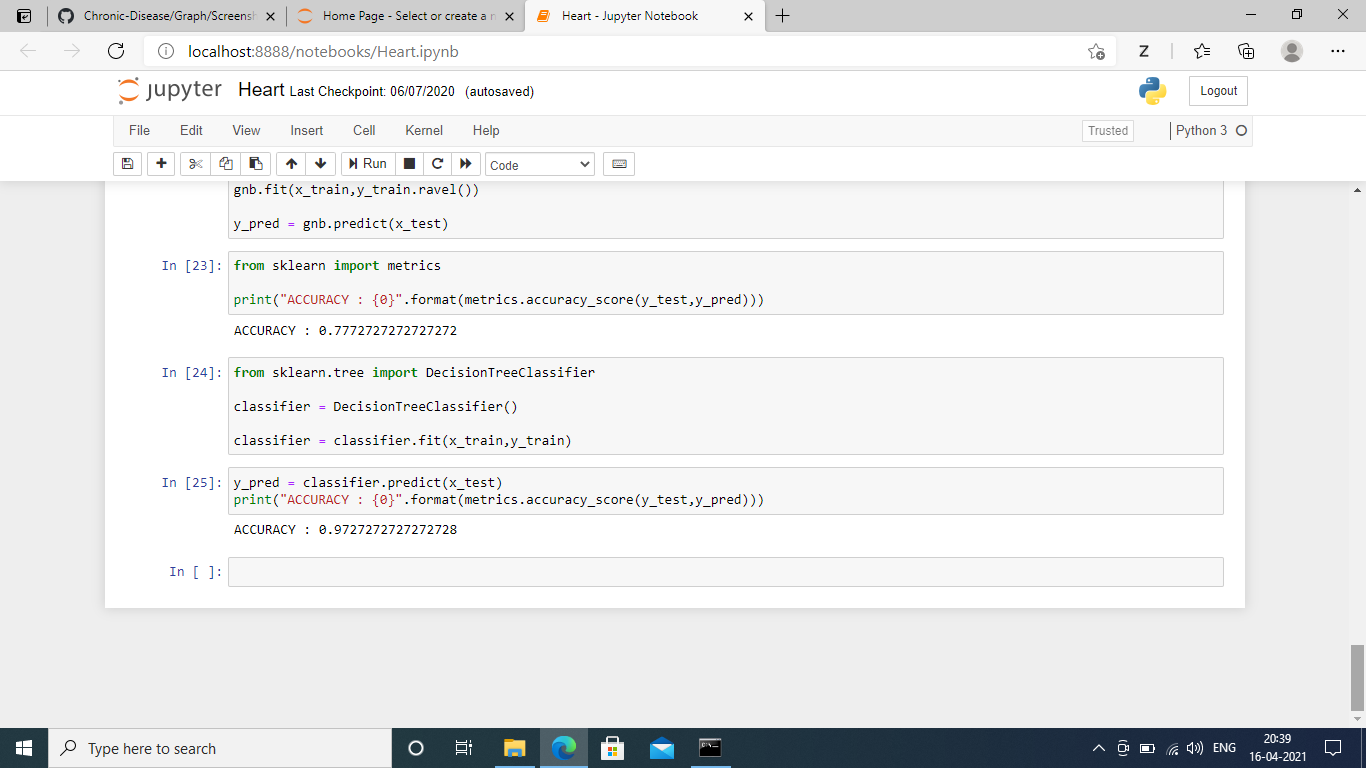 Chronic-Disease/Graph/Screensh
Home Page - Select or create a n
Heart - Jupyter Notebook
localhost:8888/notebooks/Heart.ipynb
Z
jupyter Heart Last Checkpoint: 06/07/2020 (autosaved)
Logout
File Edit View Insert Cell Kernel Help
Trusted
Python 3
Run
Code
gnb.fit(x_train,y_train.ravel())
y_pred = gnb.predict(x_test)
In [23]:
from sklearn import metrics
print("ACCURACY : {0}".format(metrics.accuracy_score(y_test,y_pred)))
ACCURACY : 0.7772727272727272
In [24]:
from sklearn.tree import DecisionTreeClassifier
classifier = DecisionTreeClassifier()
classifier = classifier.fit(x_train,y_train)
In [25]:
y_pred = classifier.predict(x_test)
print("ACCURACY : {0}".format(metrics.accuracy_score(y_test,y_pred)))
ACCURACY : 0.9727272727272728
In [ ]:
Type here to search
ENG
20:39
16-04-2021